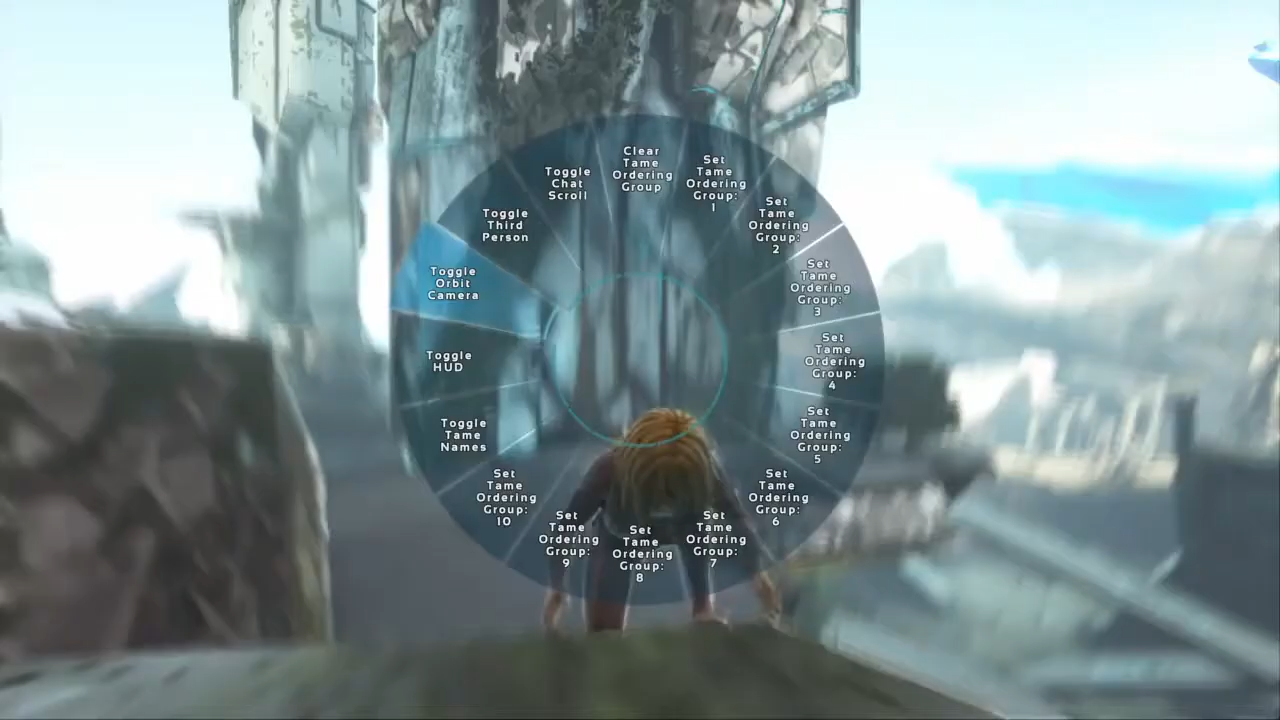 Clear
Tame
Ordering
Group
Set
Tame
Ordering
Group:
1
Set
Tame
Ordering
Group:
2
Set
Tame
Ordering
Group:
3
Set
Tame
Ordering
Group:
4
Set
Tame
Ordering
Group:
5
Set
Tame
Ordering
Group:
6
Set
Tame
Ordering
Group:
7
Set
Tame
Ordering
Group:
8
Set
Tame
Ordering
Group:
9
Set
Tame
Ordering
Group:
10
Toggle
Tame
Names
Toggle
HUD
Toggle
Orbit
Camera
Toggle
Third
Person
Toggle
Chat
Scroll